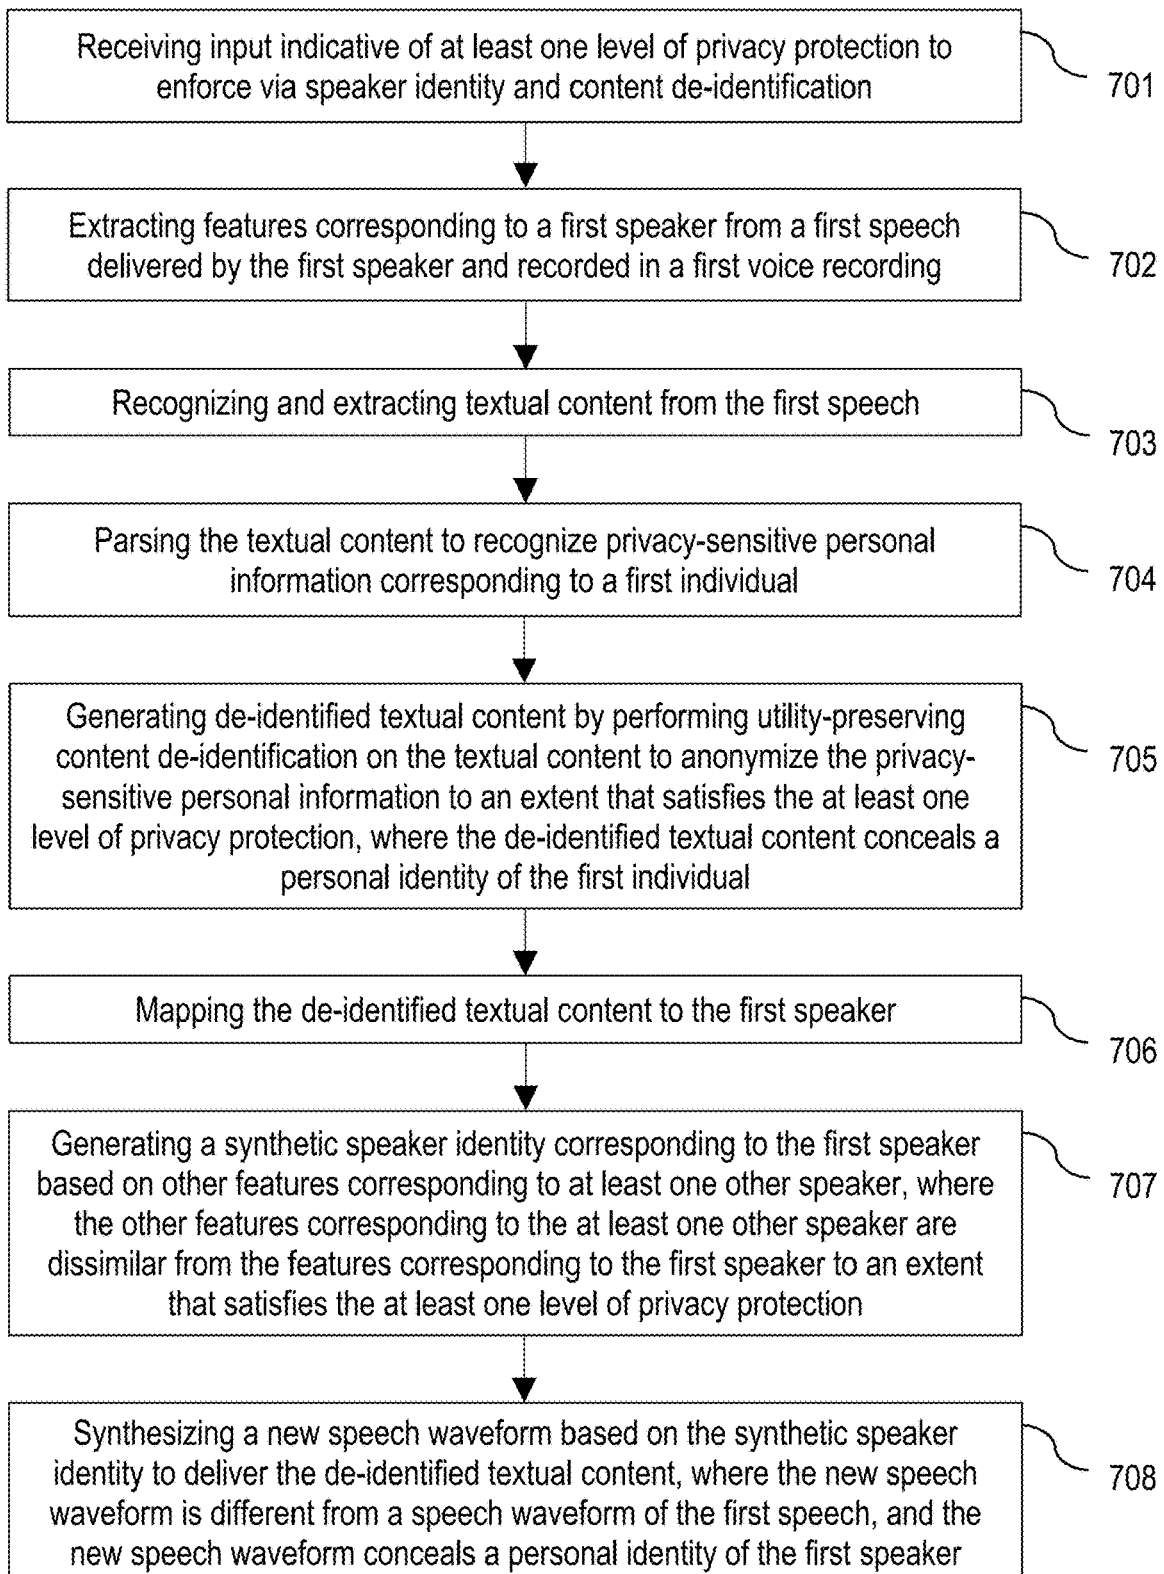 Receiving input indicative of at least one level of privacy protection to
enforce via speaker identity and content de-identification
701
Extracting features corresponding to a first speaker from a first speech
delivered by the first speaker and recorded in a first voice recording
702
Recognizing and extracting textual content from the first speech
703
Parsing the textual content to recognize privacy-sensitive personal
information corresponding to a first individual
704
Generating de-identified textual content by performing utility-preserving
content de-identification on the textual content to anonymize the privacy-
sensitive personal information to an extent that satisfies the at least one
level of privacy protection, where the de-identified textual content conceals a
personal identity of the first individual
705
Mapping the de-identified textual content to the first speaker
706
Generating a synthetic speaker identity corresponding to the first speaker
based on other features corresponding to at least one other speaker, where
the other features corresponding to the at least one other speaker are
dissimilar from the features corresponding to the first speaker to an extent
that satisfies the at least one level of privacy protection
707
Synthesizing a new speech waveform based on the synthetic speaker
identity to deliver the de-identified textual content, where the new speech
waveform is different from a speech waveform of the first speech, and the
new speech waveform conceals a personal identity of the first speaker
708